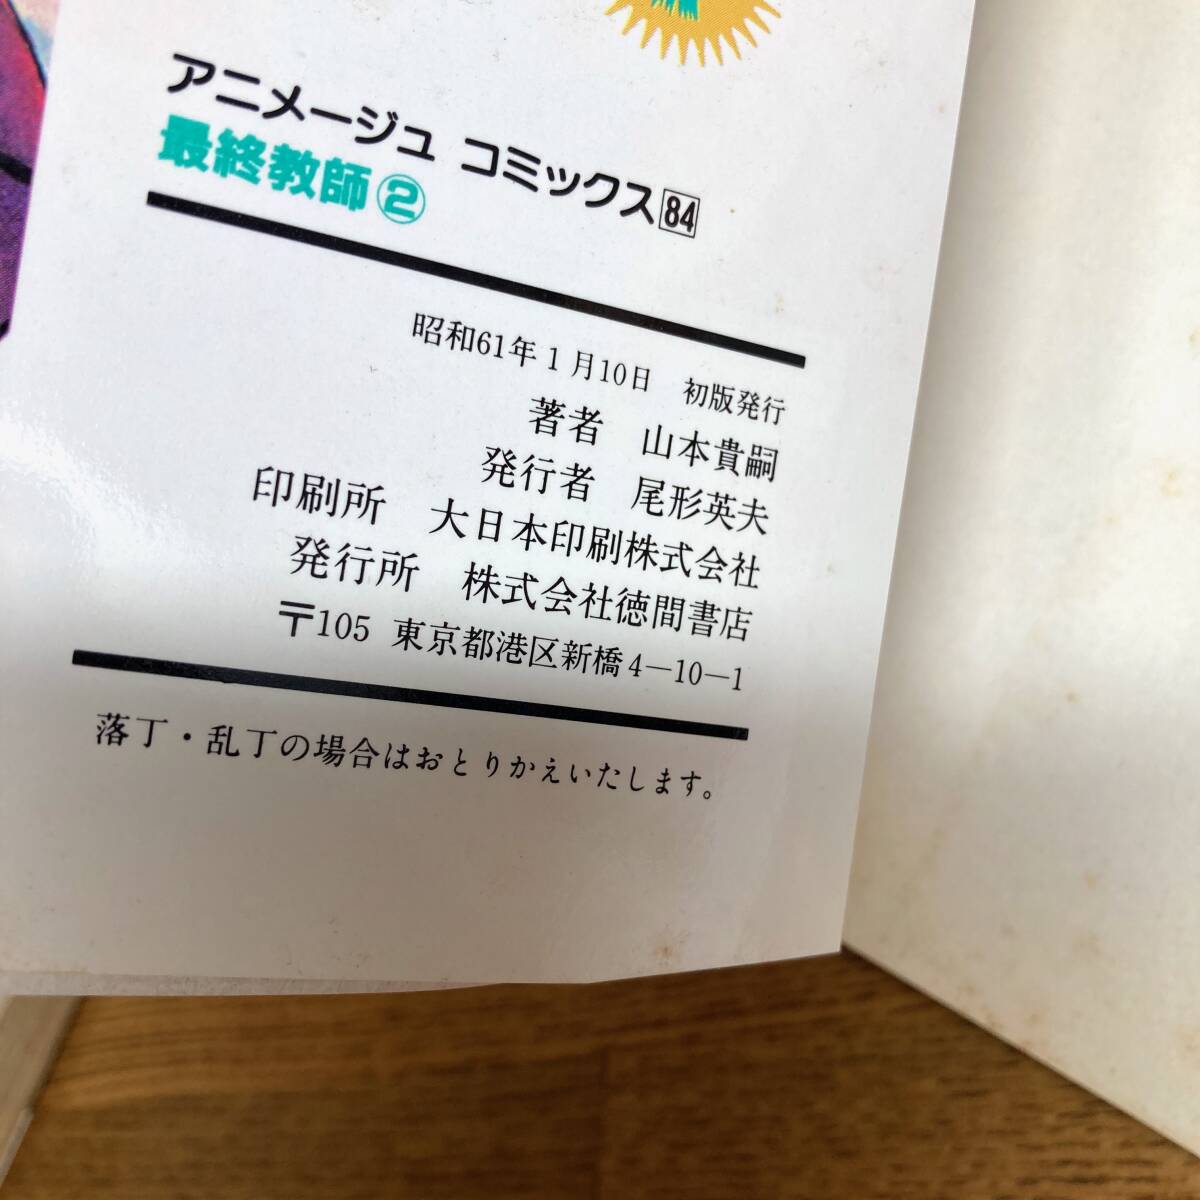 アニメージュ コミックス84
最終教師②
昭和61年1月10日 初版発行
著者 山本貴嗣
発行者 尾形英夫
印刷所 大日本印刷株式会社
発行所 株式会社徳間書店
〒105 東京都港区新橋4―10―1
落丁・乱丁の場合はおとりかえいたします。